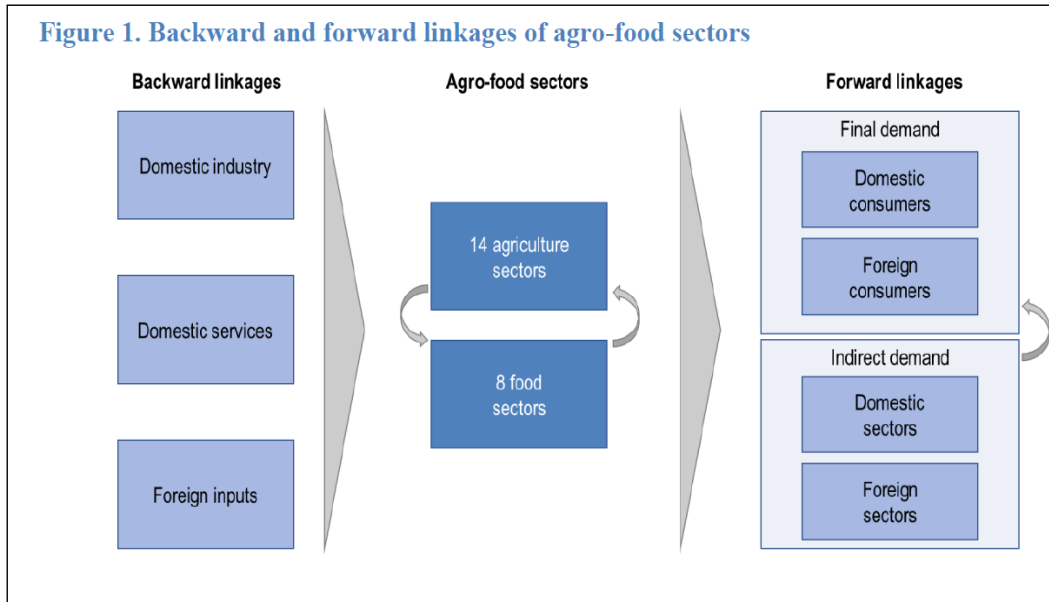 Figure 1. Backward and forward linkages of agro-food sectors
Backward linkages
Domestic industry
Domestic services
Foreign inputs
Agro-food sectors
14 agriculture
sectors
8 food
sectors
Forward linkages
Final demand
Domestic
consumers
Foreign
consumers
Indirect demand
Domestic
sectors
Foreign
sectors